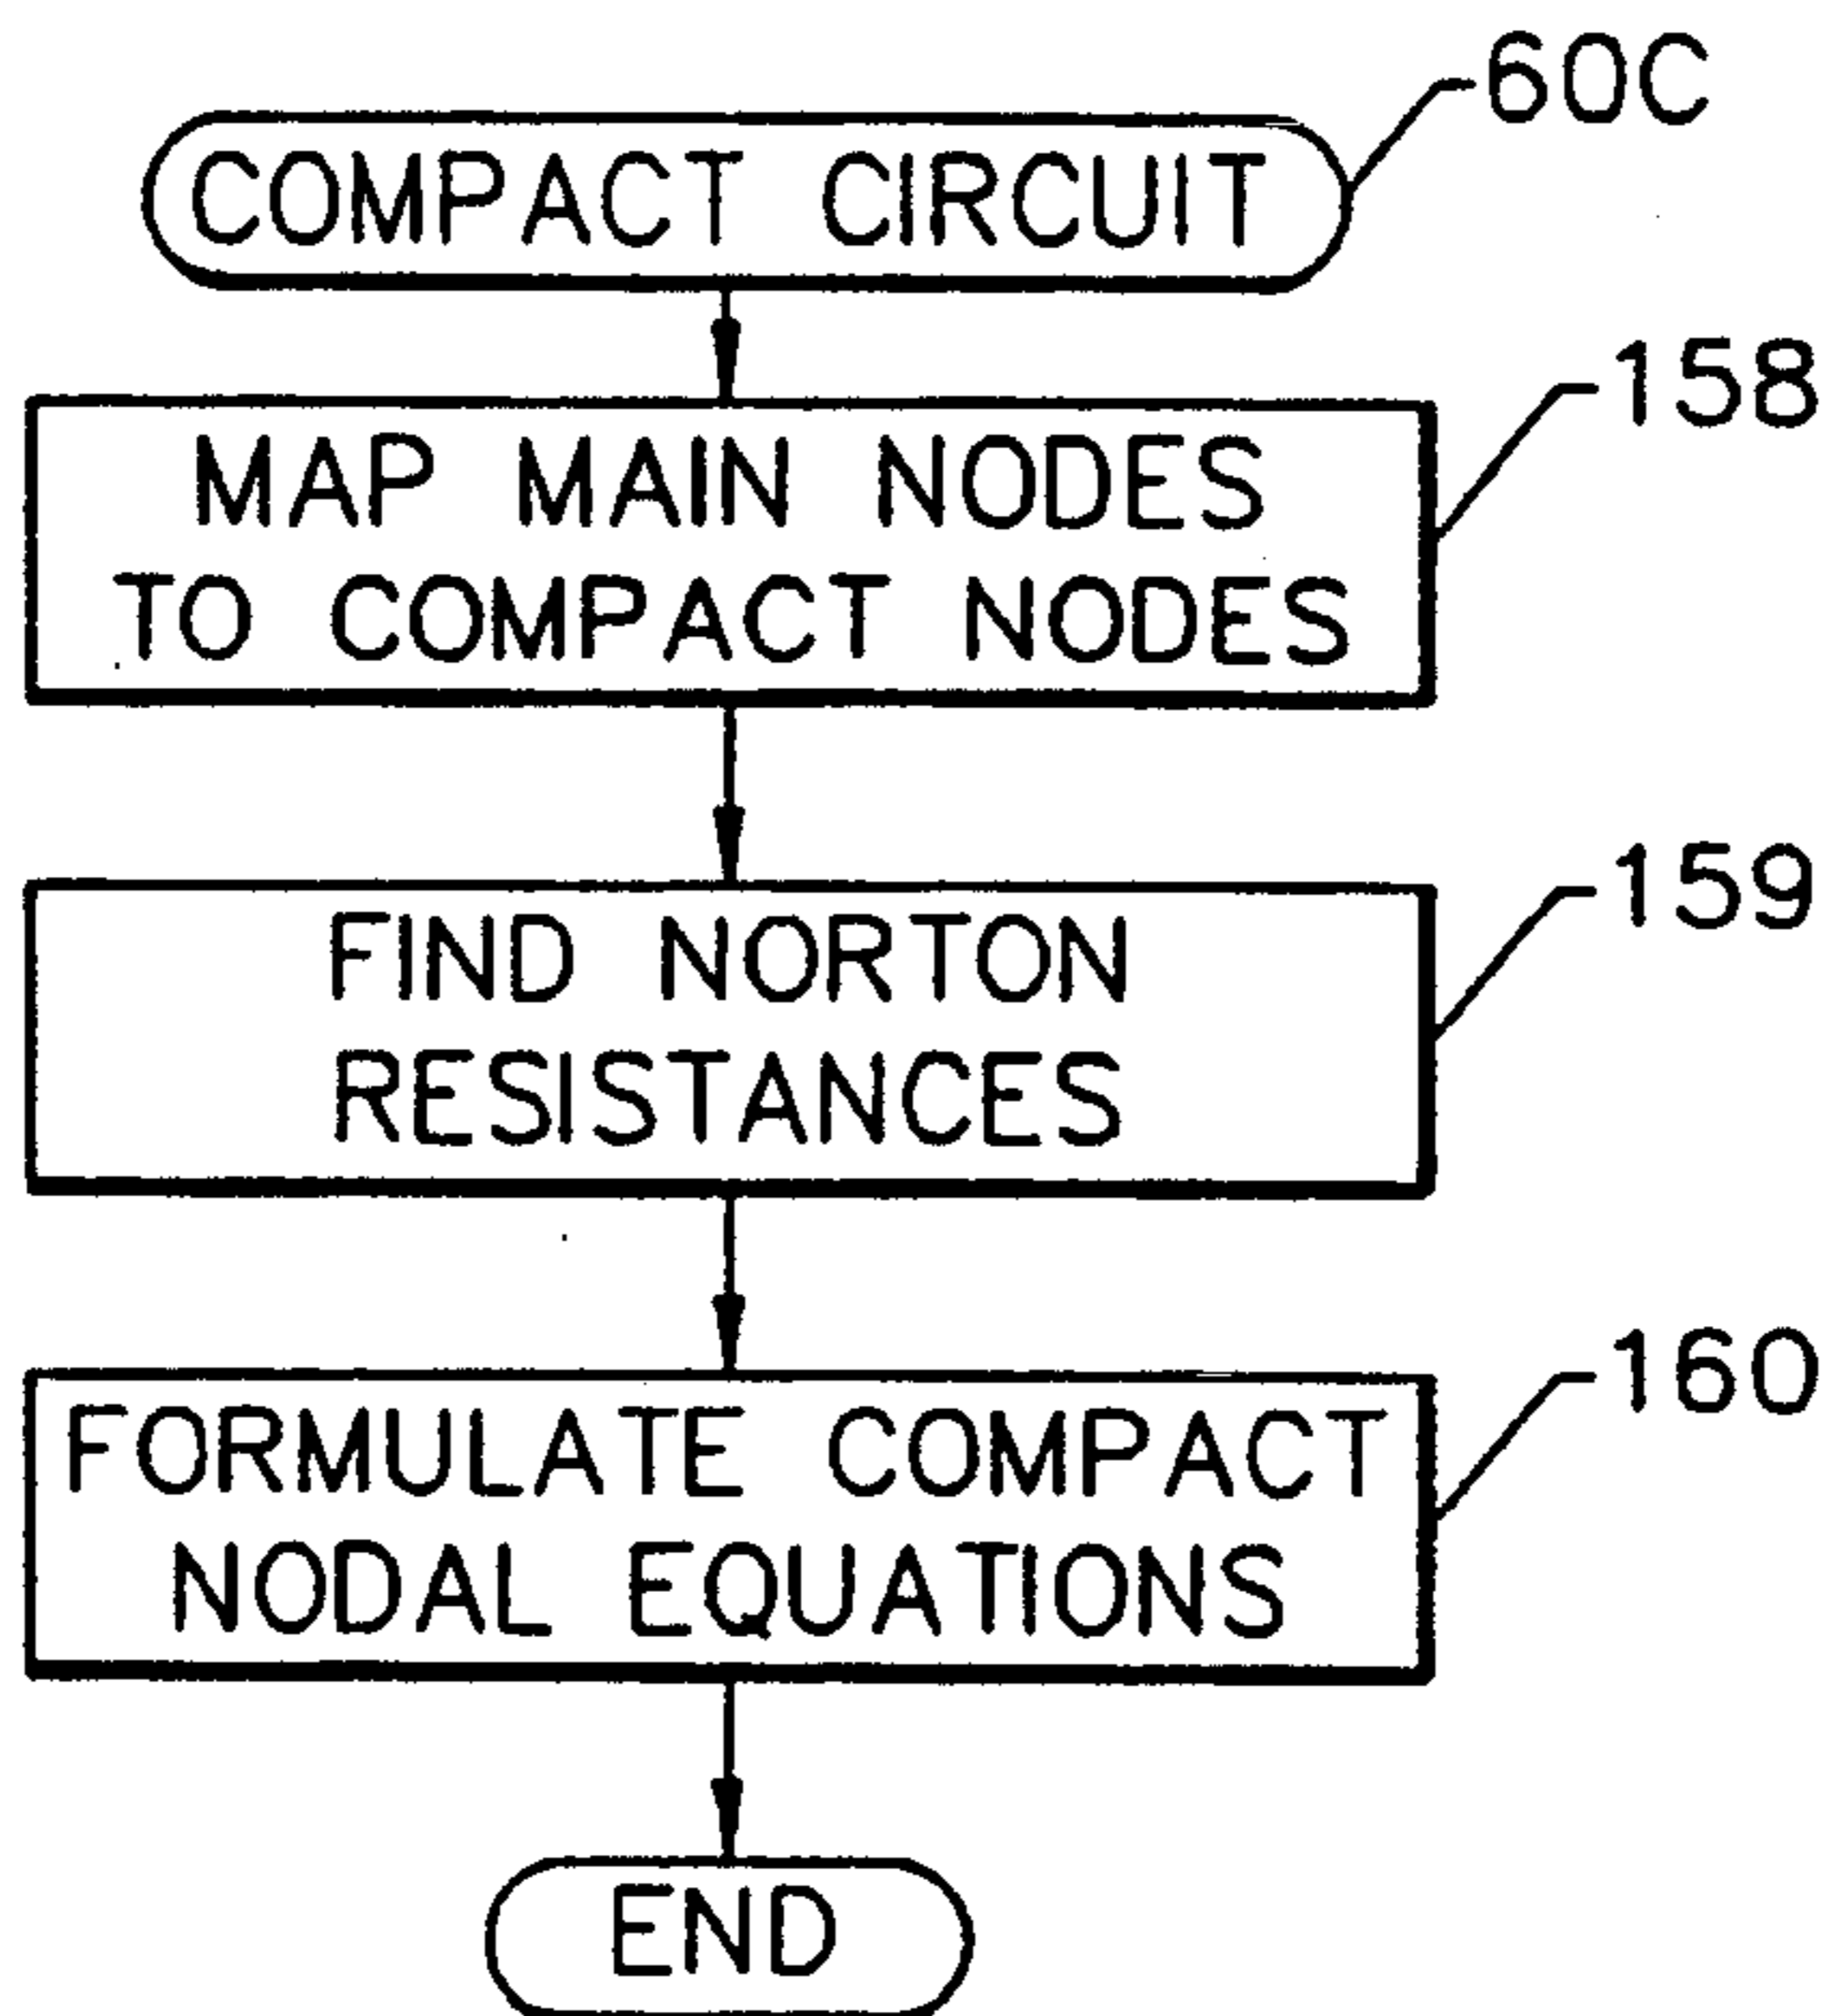 60C
COMPACT CIRCUIT
158
MAP MAIN NODES
TO COMPACT NODES
159
FIND NORTON
RESISTANCES
160
FORMULATE COMPACT
NODAL EQUATIONS
END